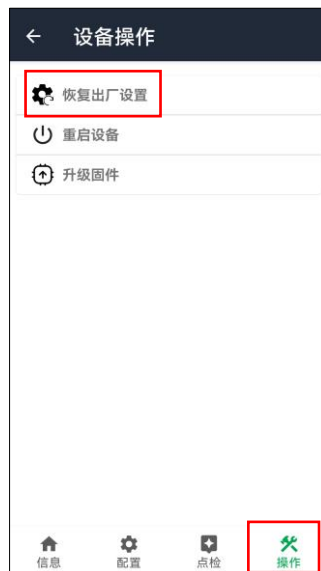 设备操作
恢复出厂设置
重启设备
升级固件
信息 配置 点检 操作